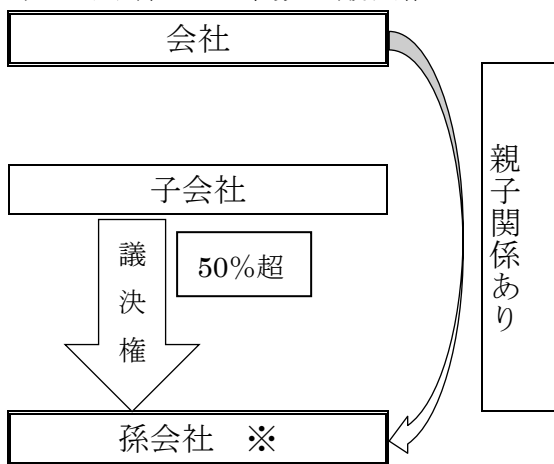 会社
子会社
議決権
50%超
親子関係あり
孫会社 ※